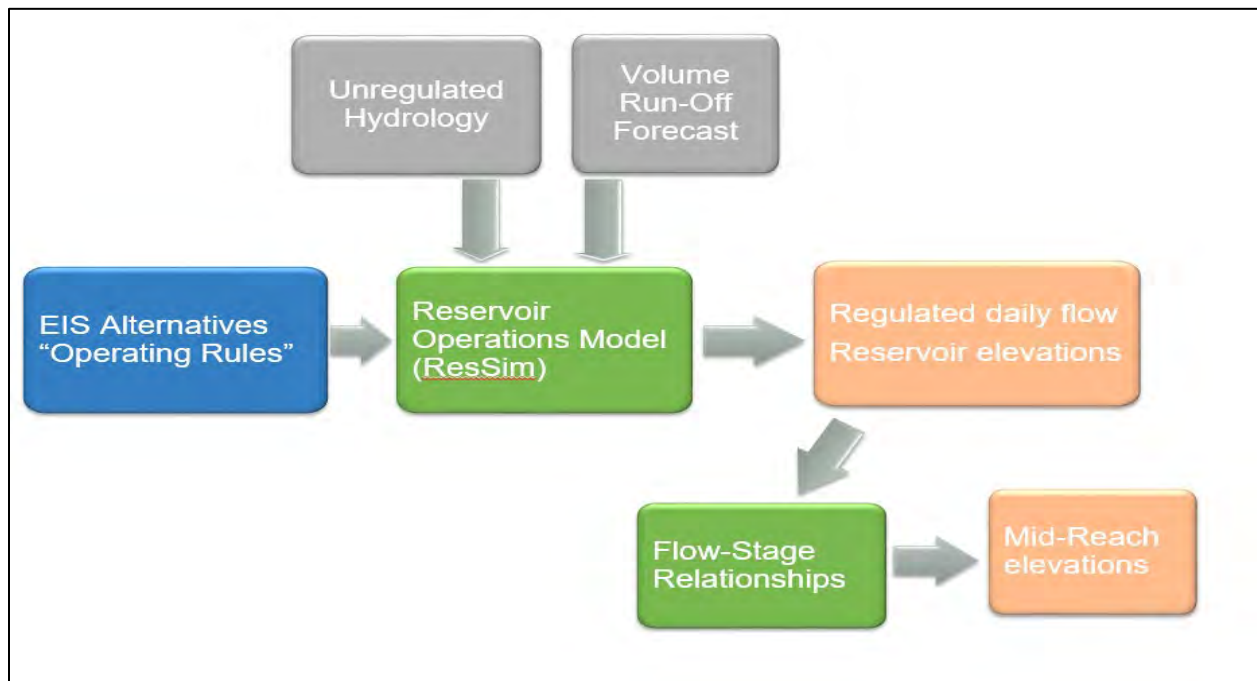 Unregulated
Hydrology
Volume
Run-Off
Forecast
EIS Alternatives
“Operating Rules”
Reservoir
Operations Model
(ResSim)
Regulated daily flow
Reservoir elevations
Flow-Stage
Relationships
Mid-Reach
elevations